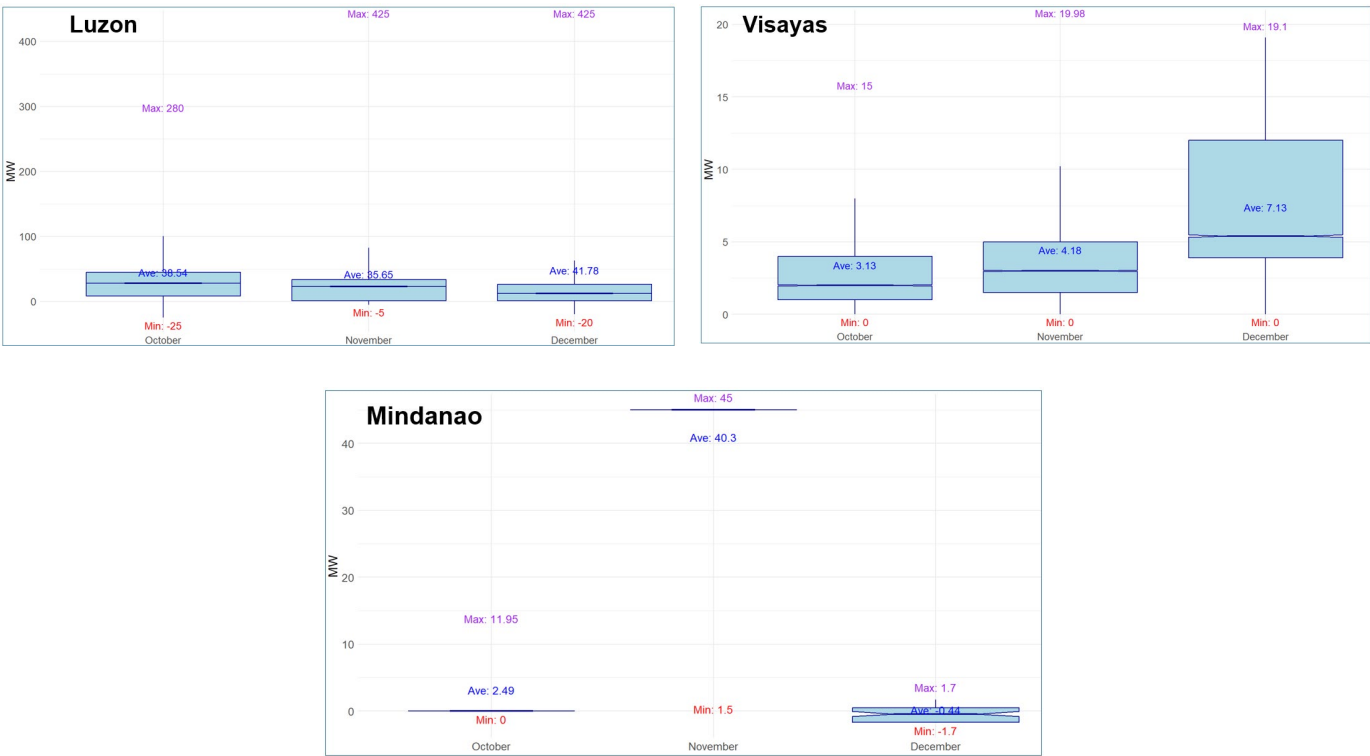 Luzon
Max: 425
Max: 425
400
Max: 280
300
MW
200
100
Ave: 38.54
Ave: 35.65
Ave: 41.78
0
Min: -25
Min: -5
Min: -20
October
November
December
Visayas
20
Max: 19.98
Max: 19.1
15
Max: 15
MW
10
Ave: 7.13
5
Ave: 4.18
Ave: 3.13
0
Min: 0
Min: 0
Min: 0
October
November
December
Mindanao
Max: 45
40
Ave: 40.3
30
MW
20
Max: 11.95
10
Ave: 2.49
Max: 1.7
0
Min: 1.5
Ave: -0.44
Min: 0
Min: -1.7
October
November
December